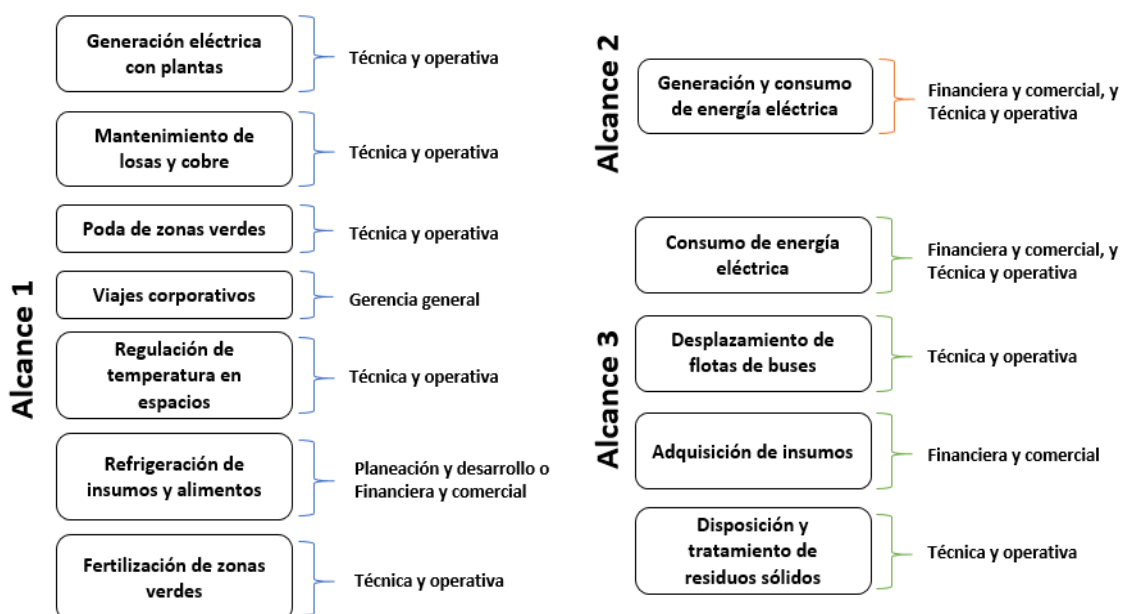 Alcance 1
Generación eléctrica
con plantas
Técnica y operativa
Mantenimiento de
losas y cobre
Técnica y operativa
Poda de zonas verdes
Técnica y operativa
Viajes corporativos
Gerencia general
Regulación de
temperatura en
espacios
Técnica y operativa
Refrigeración de
insumos y alimentos
Planeación y desarrollo o
Financiera y comercial
Fertilización de zonas
verdes
Técnica y operativa
Alcance 2
Generación y consumo
de energía eléctrica
Financiera y comercial, y
Técnica y operativa
Alcance 3
Consumo de energía
eléctrica
Financiera y comercial, y
Técnica y operativa
Desplazamiento de
flotas de buses
Técnica y operativa
Adquisición de insumos
Financiera y comercial
Disposición y
tratamiento de
residuos sólidos
Técnica y operativa